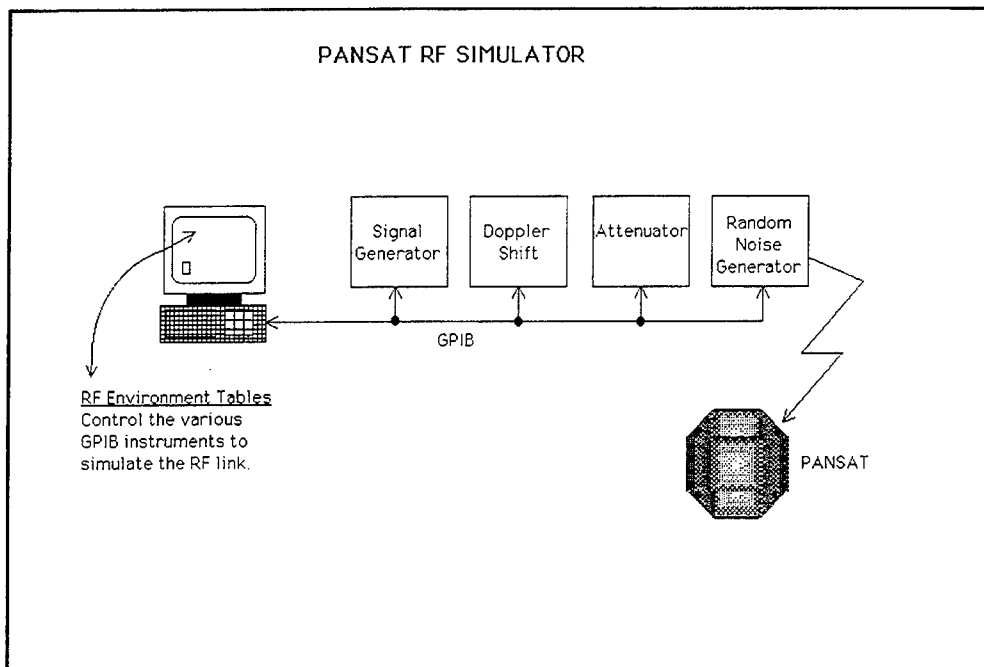 PANSAT RF SIMULATOR
Signal
Generator
Doppler
Shift
Attenuator
Random
Noise
Generator
GPIB
RF Environment Tables
Control the various
GPIB instruments to
simulate the RF link.
PANSAT